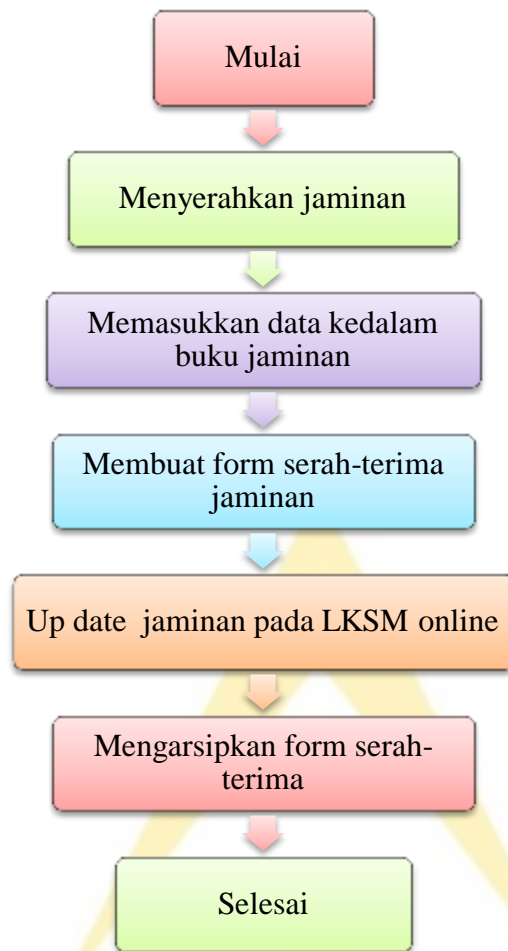 Mulai
Menyerahkan jaminan
Memasukkan data kedalam
buku jaminan
Membuat form serah-terima
jaminan
Up date  jaminan pada LKSM online
Mengarsipkan form serah-
terima
Selesai